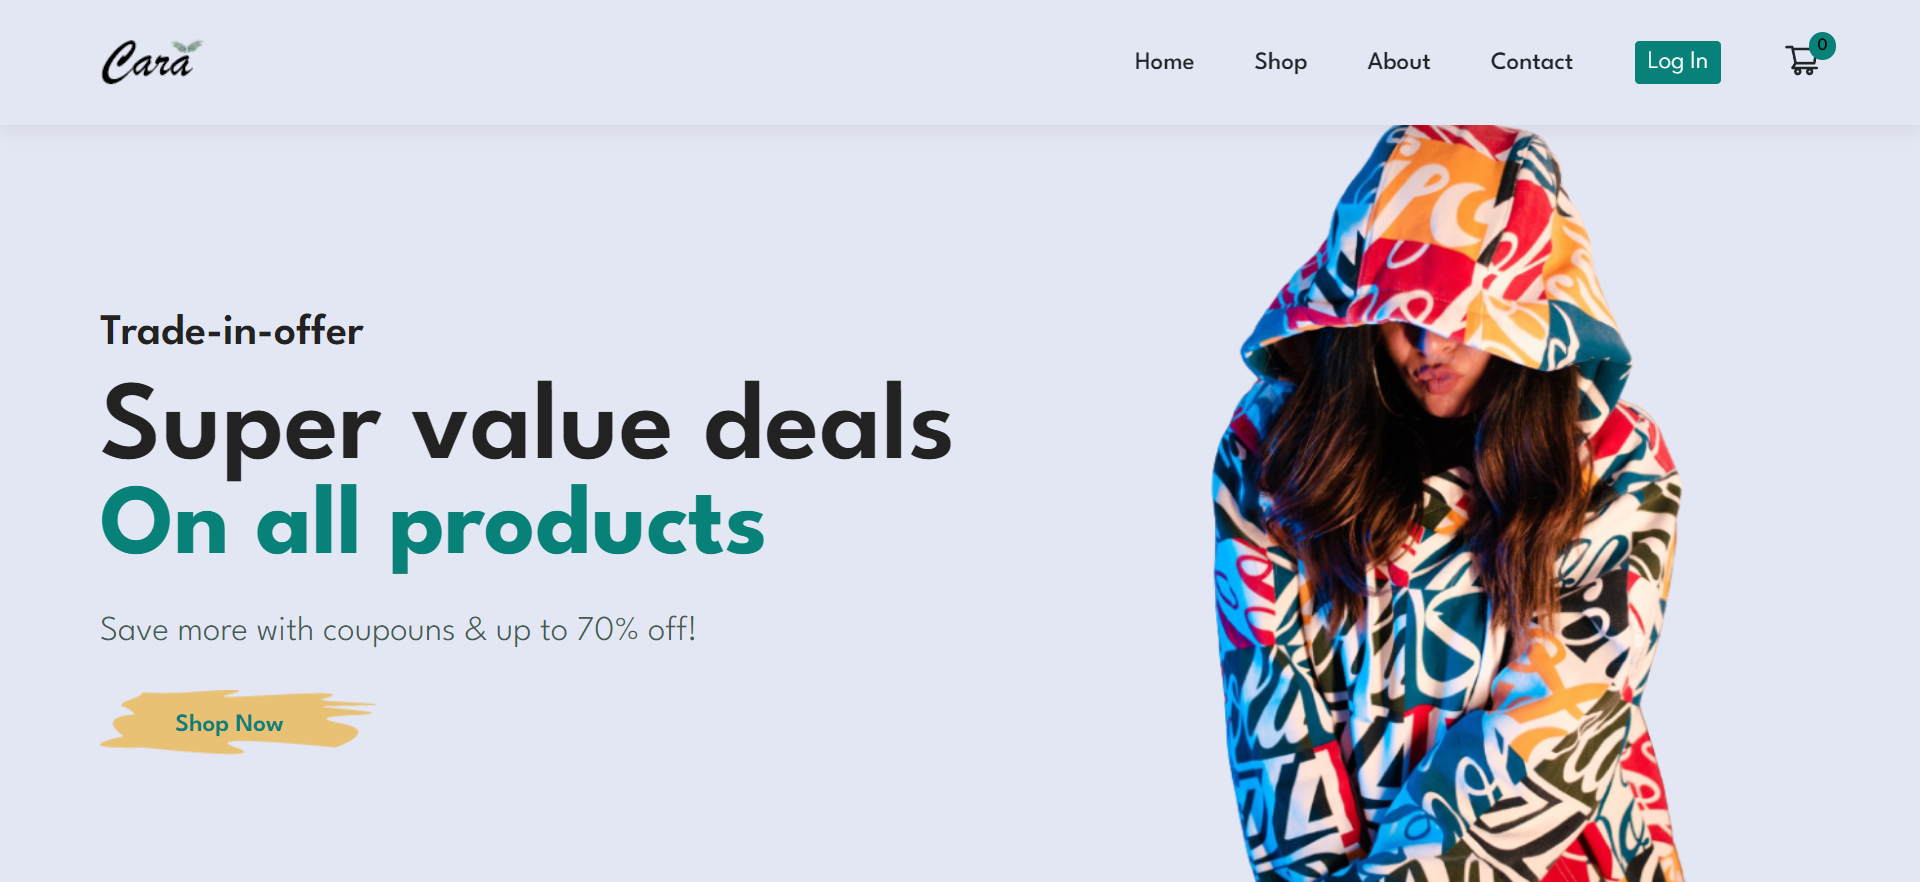 Cara
Home Shop About Contact Log In 0
Trade-in-offer
Super value deals
On all products
Save more with coupouns & up to 70% off!
Shop Now